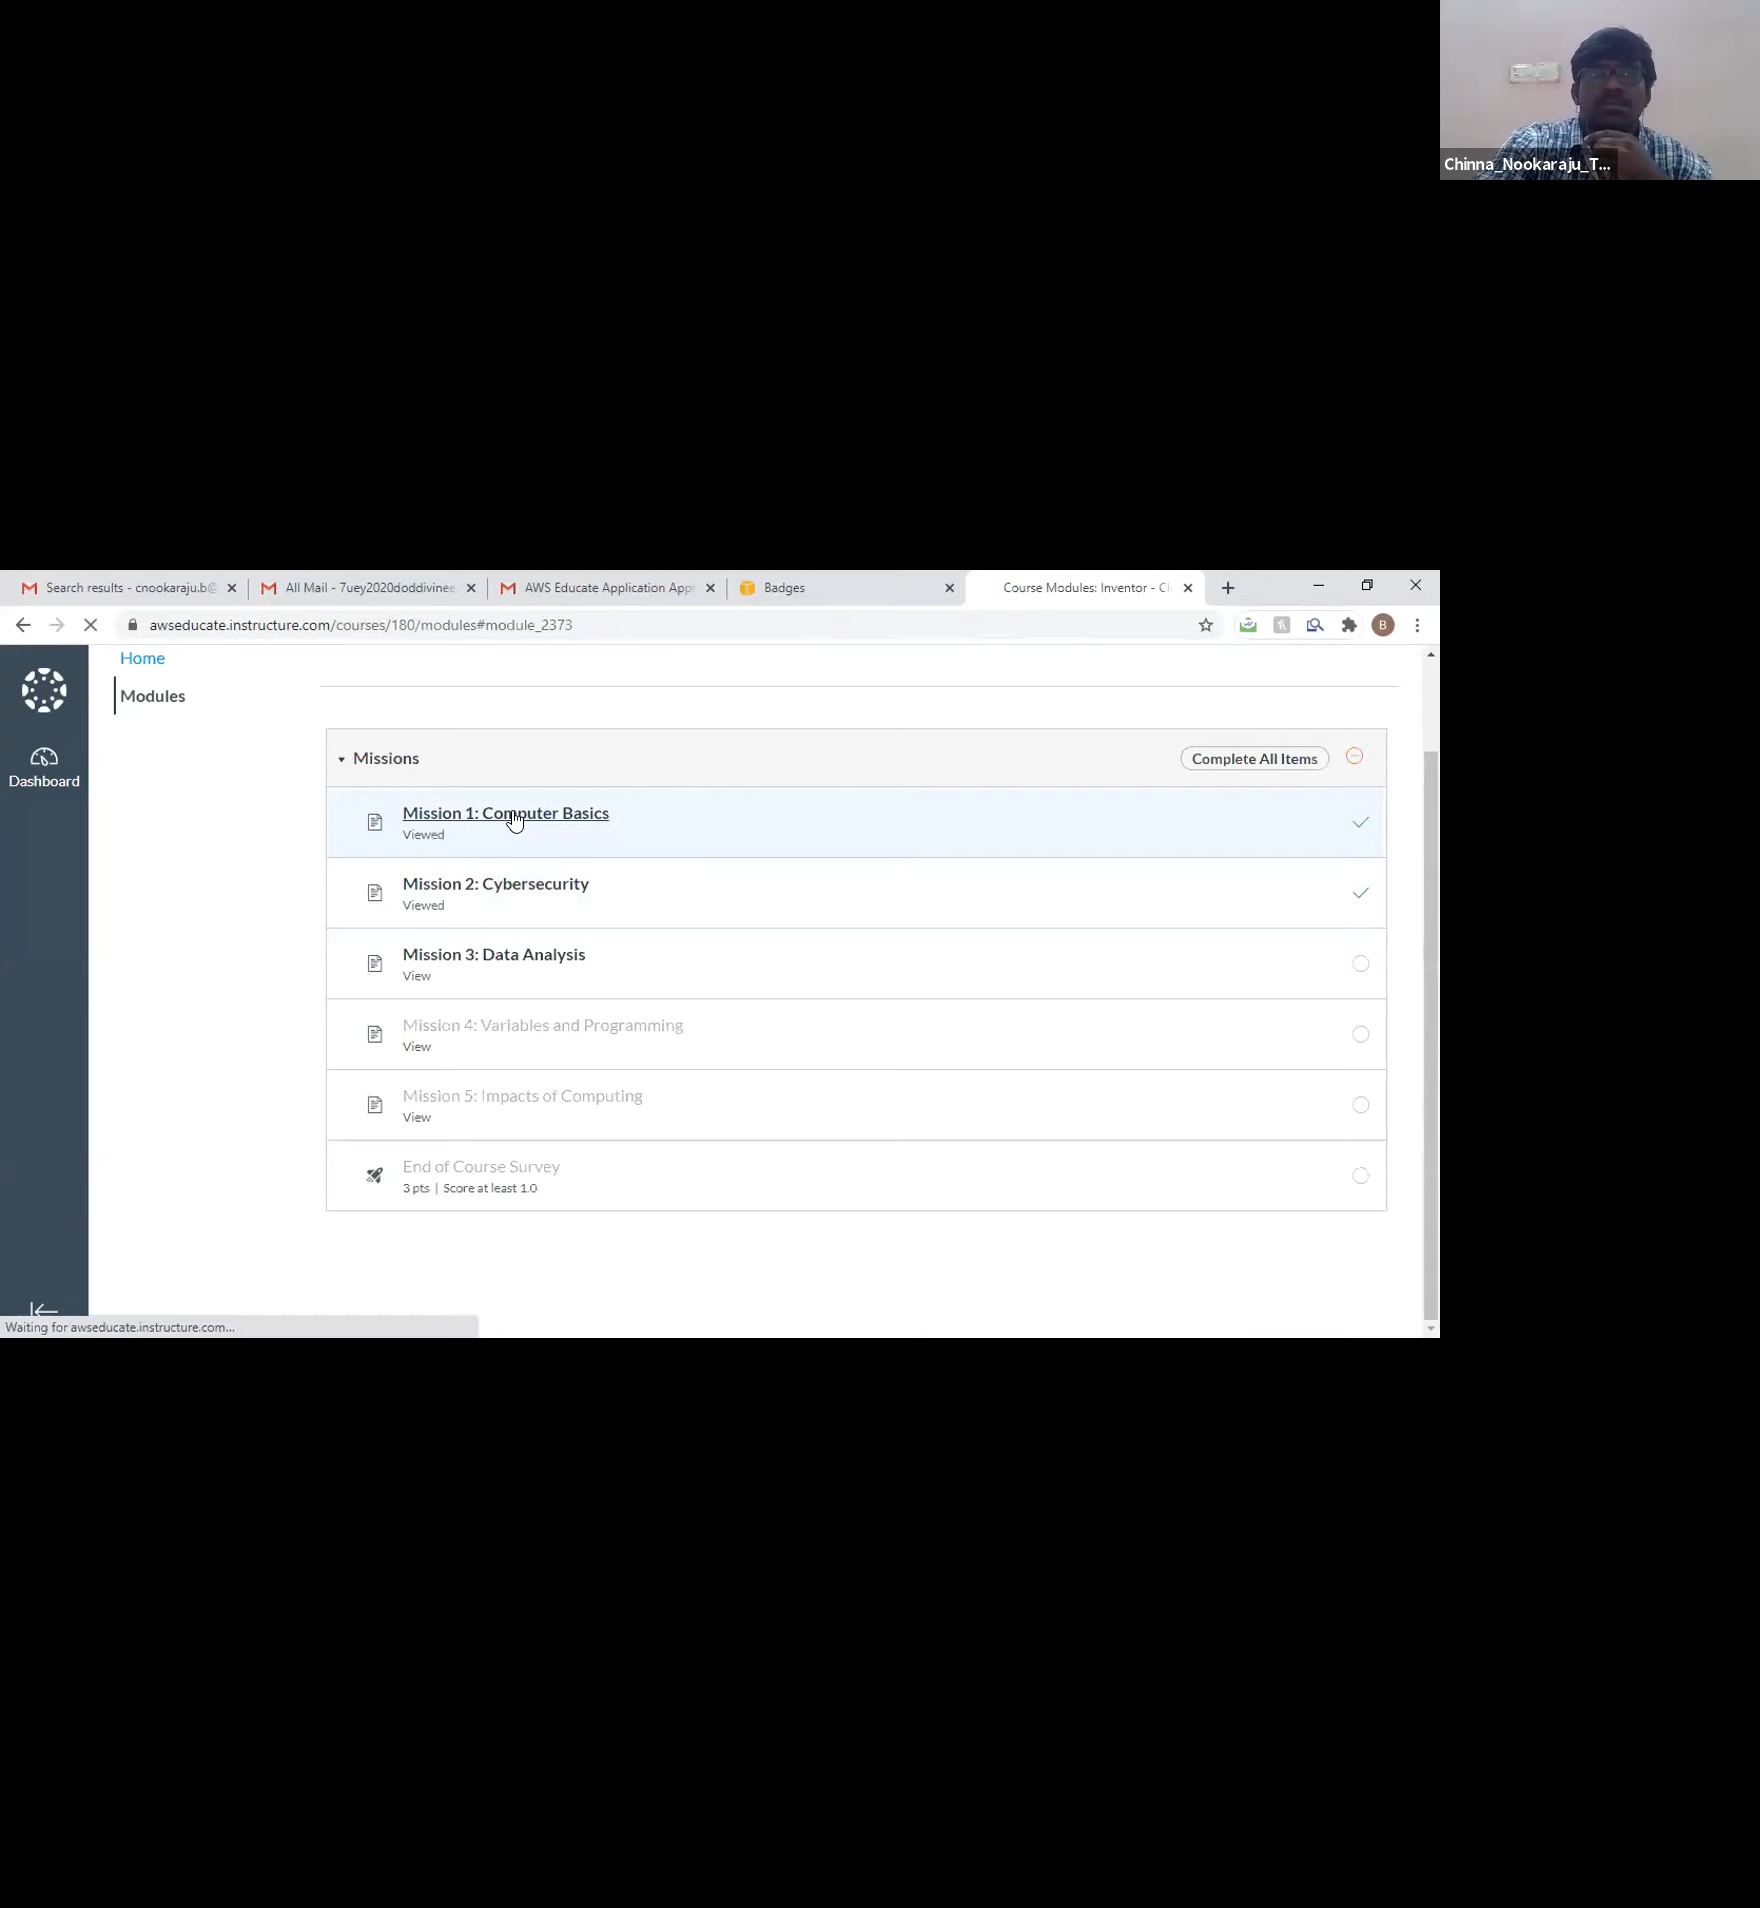 Chinna_Nookaraju_T...
Search results - cnookaraju.b@
All Mail - 7uey2020doddivinee
AWS Educate Application App
Badges
Course Modules: Inventor - Cl
awseducate.instructure.com/courses/180/modules#module_2373
B
Home
Modules
Dashboard
Missions
Complete All Items
Mission 1: Computer Basics
Viewed
Mission 2: Cybersecurity
Viewed
Mission 3: Data Analysis
View
Mission 4: Variables and Programming
View
Mission 5: Impacts of Computing
View
End of Course Survey
3 pts | Score at least 1.0
Waiting for awseducate.instructure.com...